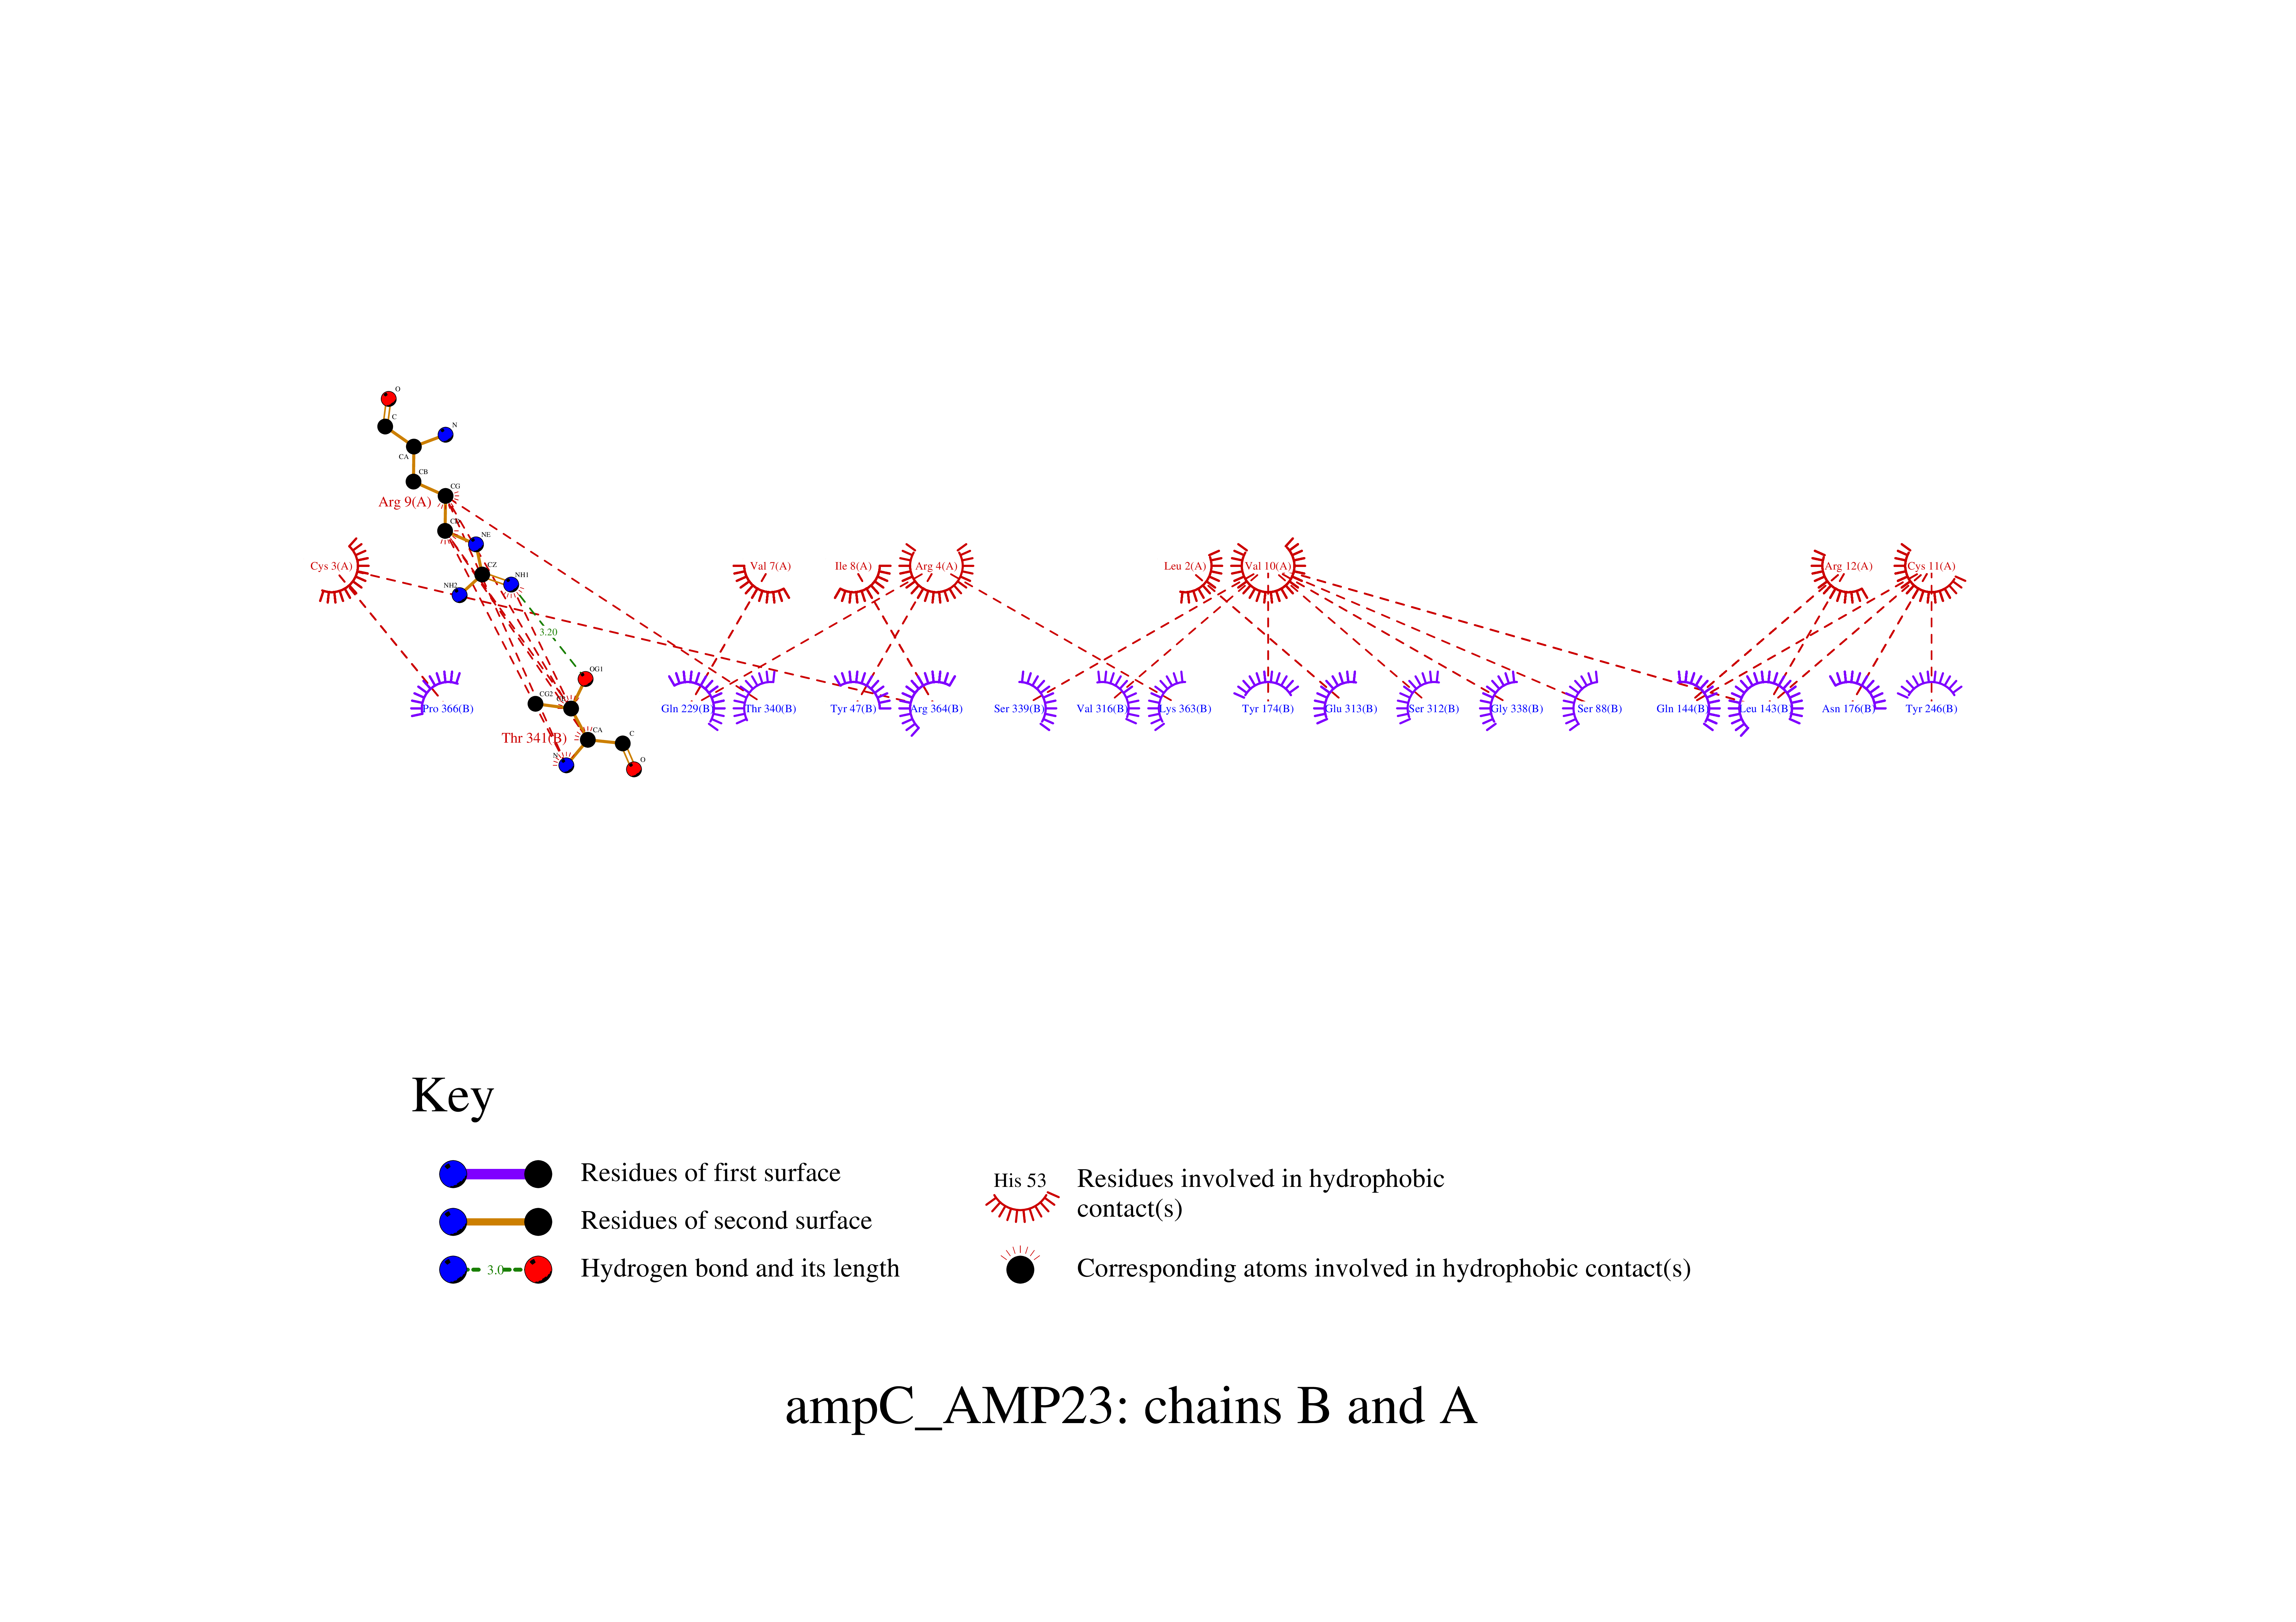 O
C
N
CA
CB
CG
Arg 9(A)
NE
Cys 3(A)
CZ
NH1
NH2
Val 7(A)
Ile 8(A)
Arg 4(A)
Leu 2(A)
Val 10(A)
Arg 12(A)
Cys 11(A)
3.20
OG1
CG2
Pro 366(B)
Gln 229(B)
Thr 340(B)
Tyr 47(B)
Arg 364(B)
Ser 339(B)
Val 316(B)
Lys 363(B)
Tyr 174(B)
Glu 313(B)
Ser 312(B)
Gly 338(B)
Ser 88(B)
Gln 144(B)
Leu 143(B)
Asn 176(B)
Tyr 246(B)
Thr 341(B)
CA
C
N
O
Key
Residues of first surface
Residues of second surface
3.0
Hydrogen bond and its length
His 53
Residues involved in hydrophobic
contact(s)
Corresponding atoms involved in hydrophobic contact(s)
ampC_AMP23: chains B and A